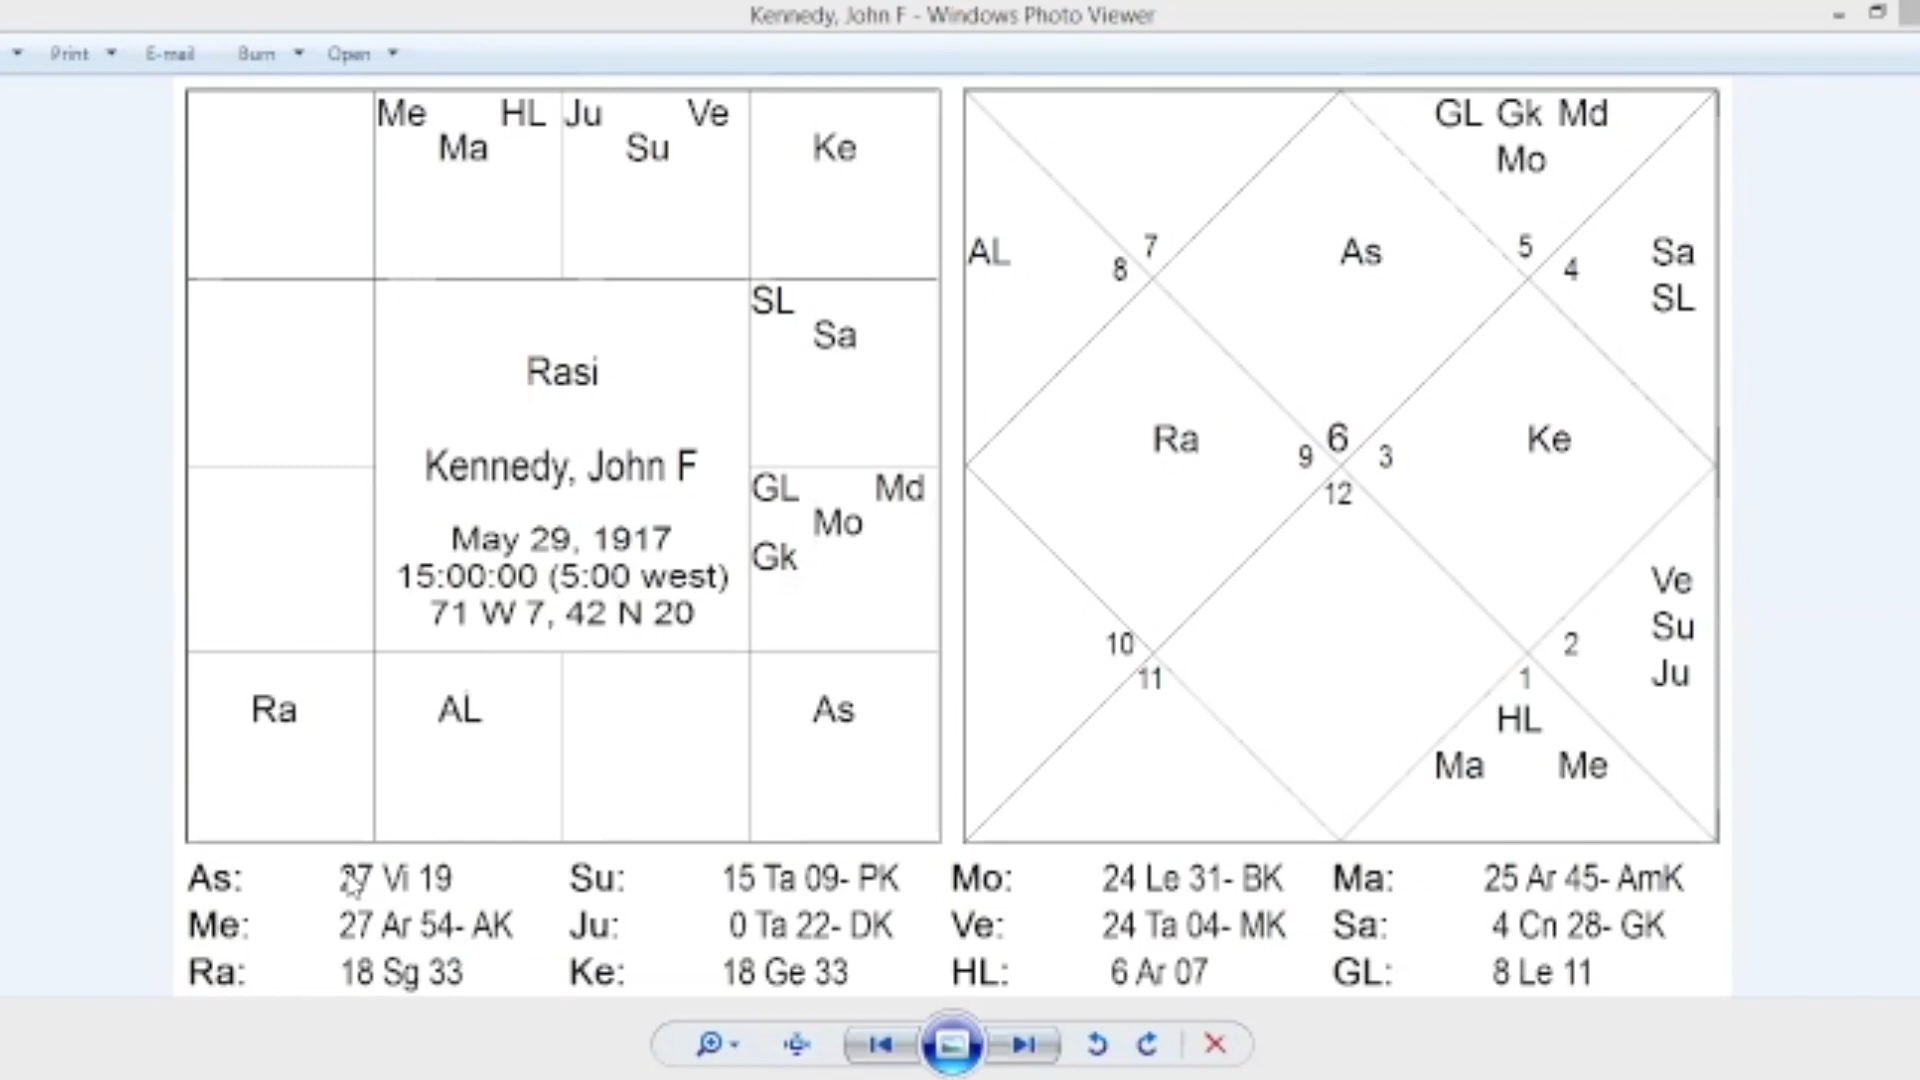 Kennedy, John F - Windows Photo Viewer
Print E-mail Burn Open
Me HL Ju Ve
Ma Su Ke
SL
Sa
Rasi
Kennedy, John F
May 29, 1917
15:00:00 (5:00 west)
71 W 7, 42 N 20
GL Md
Mo
Gk
Ra AL As
GL Gk Md
Mo
7 5
AL As Sa
8 4
SL
Ra 6 Ke
9 3
12
Ve
Su
10 2
11 1 Ju
HL
Ma Me
As: 27 Vi 19 Su: 15 Ta 09- PK Mo: 24 Le 31- BK Ma: 25 Ar 45- AmK
Me: 27 Ar 54- AK Ju: 0 Ta 22- DK Ve: 24 Ta 04- MK Sa: 4 Cn 28- GK
Ra: 18 Sg 33 Ke: 18 Ge 33 HL: 6 Ar 07 GL: 8 Le 11